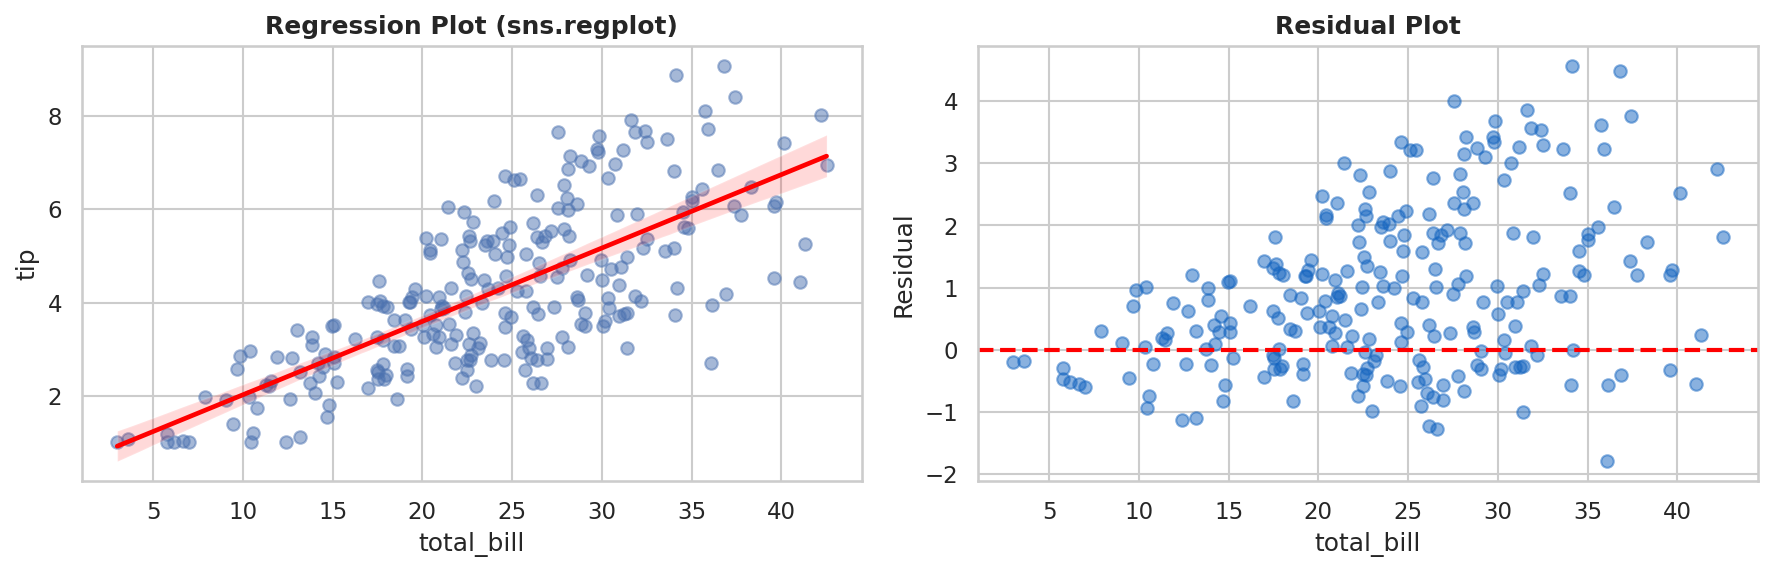 Regression Plot (sns.regplot)
tip
8
6
4
2
5 10 15 20 25 30 35 40
total_bill
Residual Plot
Residual
4
3
2
1
0
−1
−2
5 10 15 20 25 30 35 40
total_bill